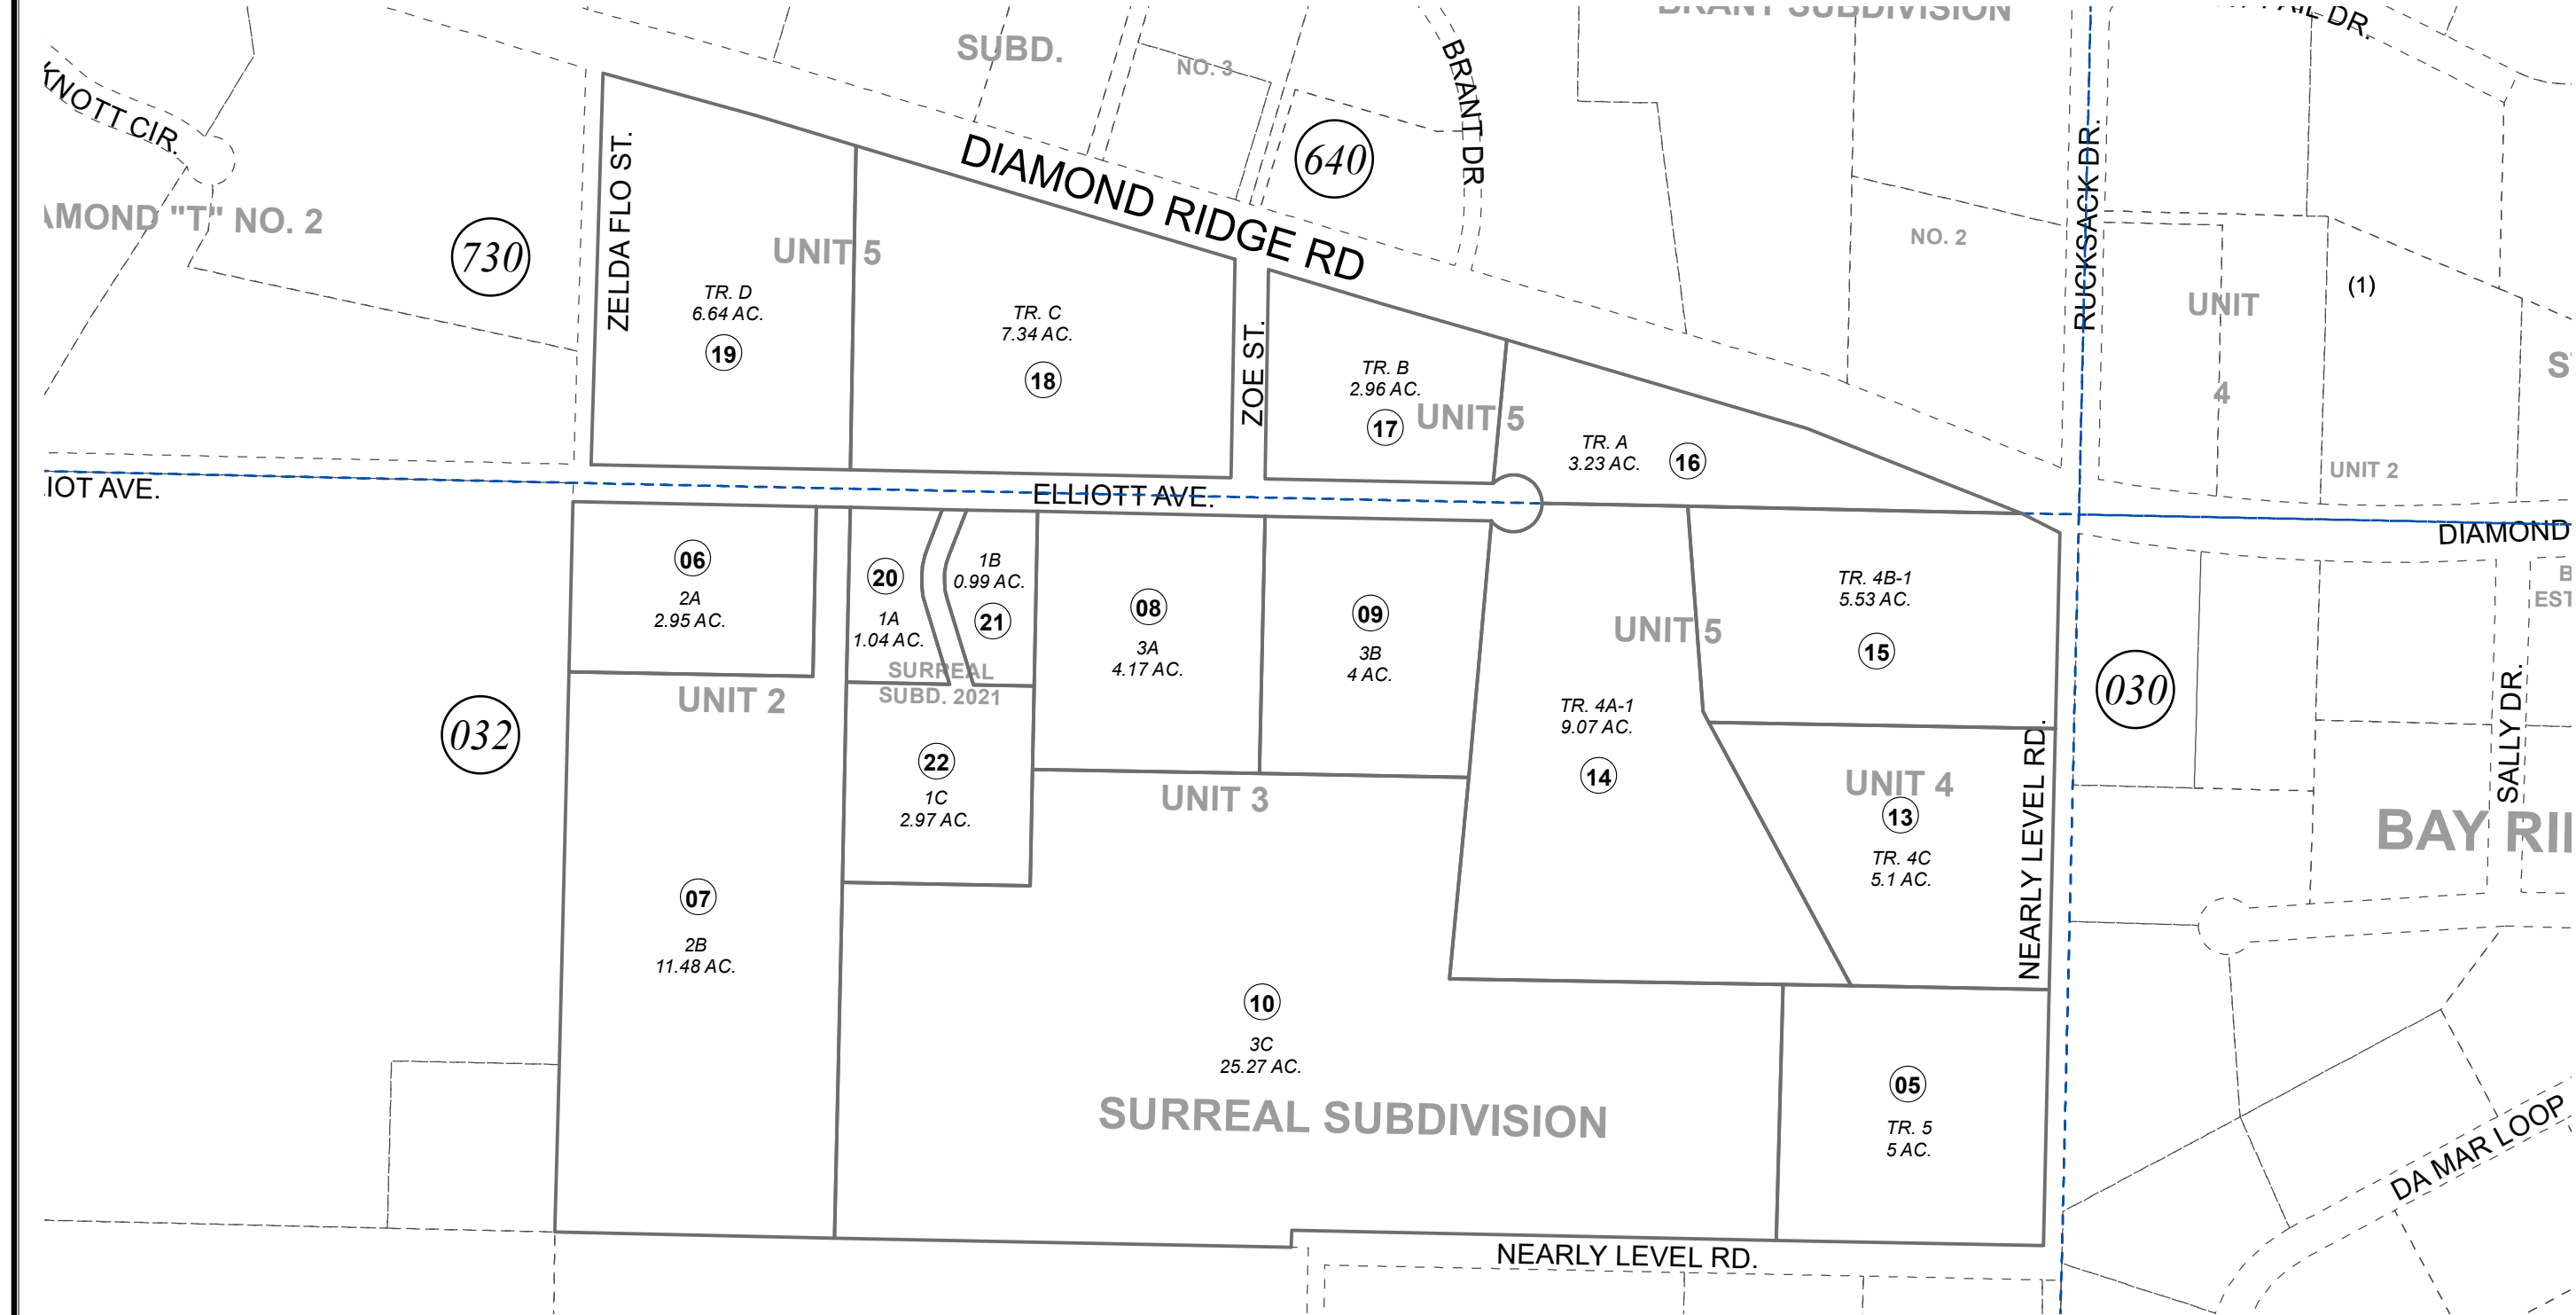 BRANT SUBDIVISION
SUBD.
NO. 3
BRANT DR
KNOTT CIR.
AMOND "T" NO. 2
730
ZELDA FLO ST.
UNIT 5
TR. D
6.64 AC.
19
TR. C
7.34 AC.
18
DIAMOND RIDGE RD
640
ZOE ST.
TR. B
2.96 AC.
17
UNIT 5
TR. A
3.23 AC.
16
NO. 2
RUCKSACK DR.
UNIT
4
(1)
UNIT 2
IOT AVE.
ELLIOTT AVE.
DIAMOND
06
2A
2.95 AC.
20
1A
1.04 AC.
1B
0.99 AC.
21
SURREAL
SUBD. 2021
08
3A
4.17 AC.
09
3B
4 AC.
UNIT 5
TR. 4A-1
9.07 AC.
14
TR. 4B-1
5.53 AC.
15
030
EST
SALLY DR.
032
UNIT 2
22
1C
2.97 AC.
UNIT 3
UNIT 4
13
TR. 4C
5.1 AC.
NEARLY LEVEL RD.
BAY RI
07
2B
11.48 AC.
10
3C
25.27 AC.
SURREAL SUBDIVISION
05
TR. 5
5 AC.
DA MAR LOOP
NEARLY LEVEL RD.